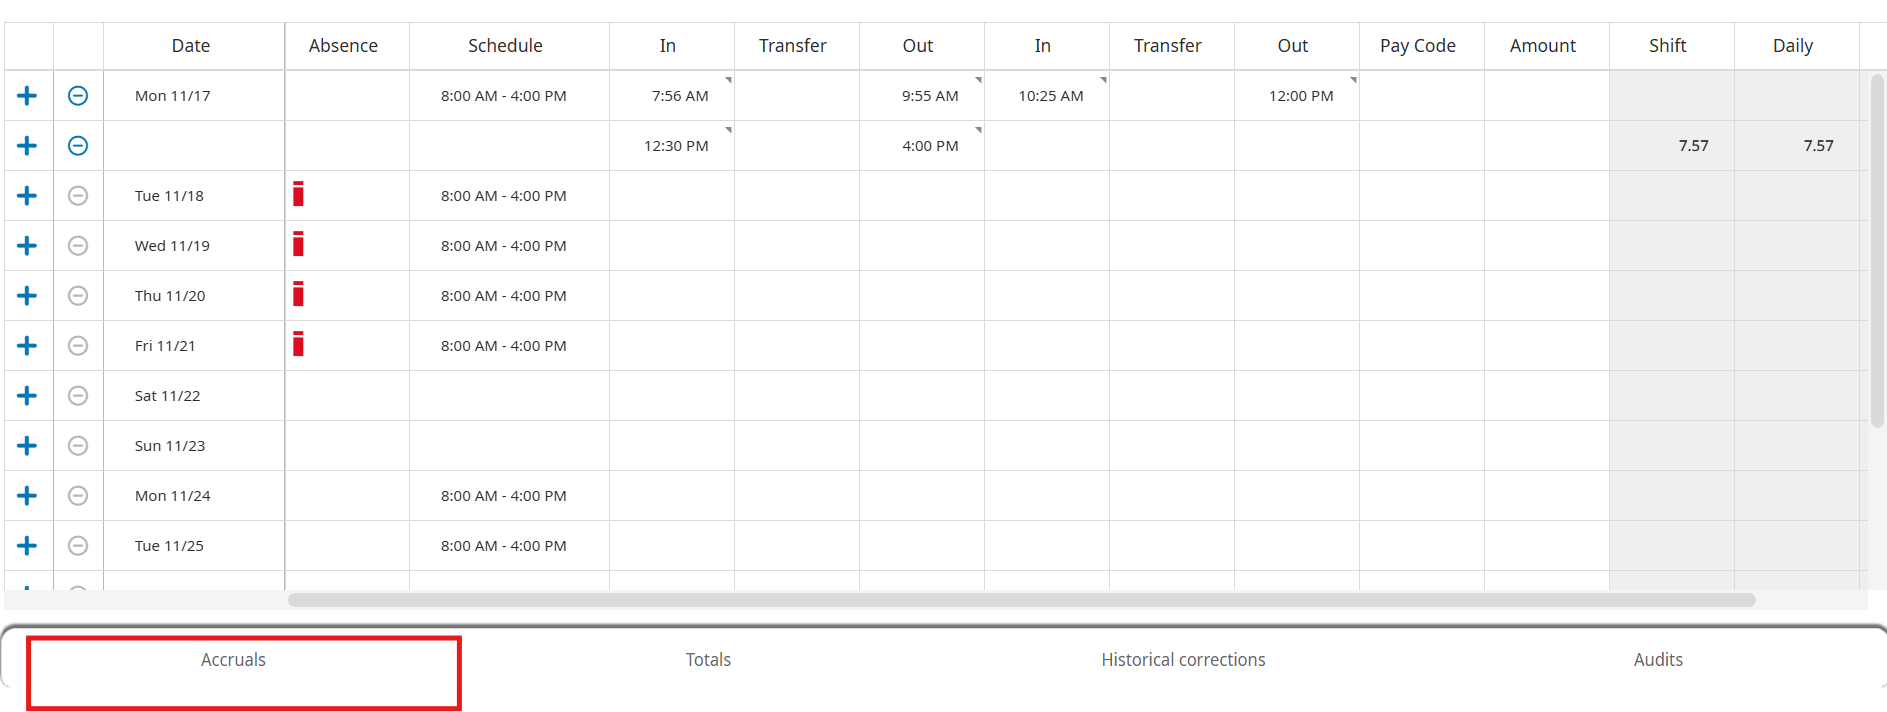 Date Absence Schedule In Transfer Out In Transfer Out Pay Code Amount Shift Daily
Mon 11/17 8:00 AM - 4:00 PM 7:56 AM 9:55 AM 10:25 AM 12:00 PM
12:30 PM 4:00 PM 7.57 7.57
Tue 11/18 8:00 AM - 4:00 PM
Wed 11/19 8:00 AM - 4:00 PM
Thu 11/20 8:00 AM - 4:00 PM
Fri 11/21 8:00 AM - 4:00 PM
Sat 11/22
Sun 11/23
Mon 11/24 8:00 AM - 4:00 PM
Tue 11/25 8:00 AM - 4:00 PM
Accruals Totals Historical corrections Audits